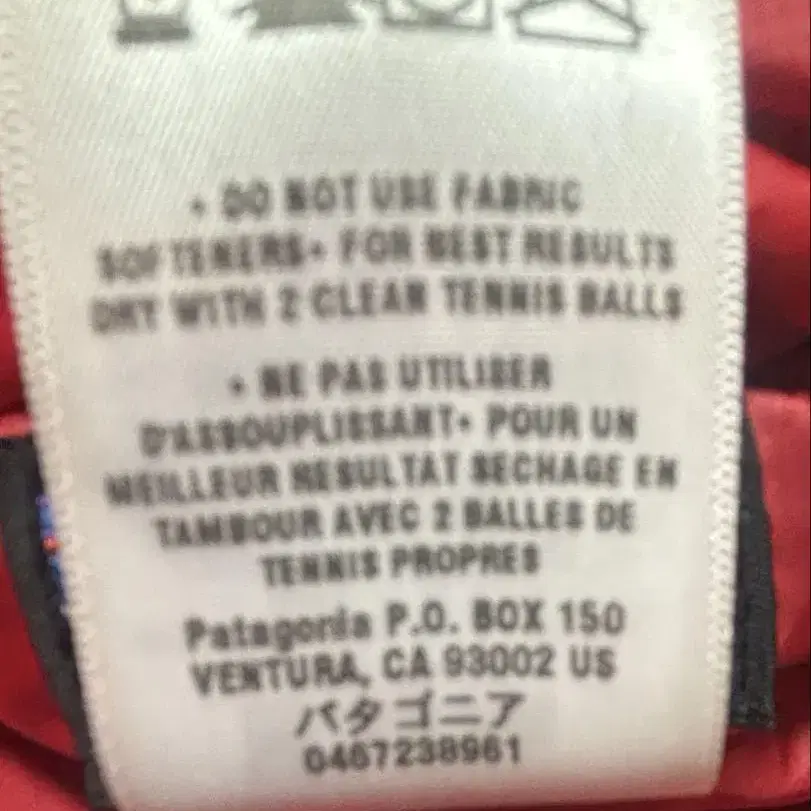 • DO NOT USE FABRIC
SOFTENERS• FOR BEST RESULTS
DRY WITH 2 CLEAR TENNIS BALLS
• NE PAS UTILISER
D'ASSOUPLISSANT• POUR UN
MEILLEUR RESULTAT SECHAGE EN
TAMBOUR AVEC 2 BALLES DE
TENNIS PROPRES
Patagonia P.O. BOX 150
VENTURA, CA 93002 US
パタゴニア
0467238961